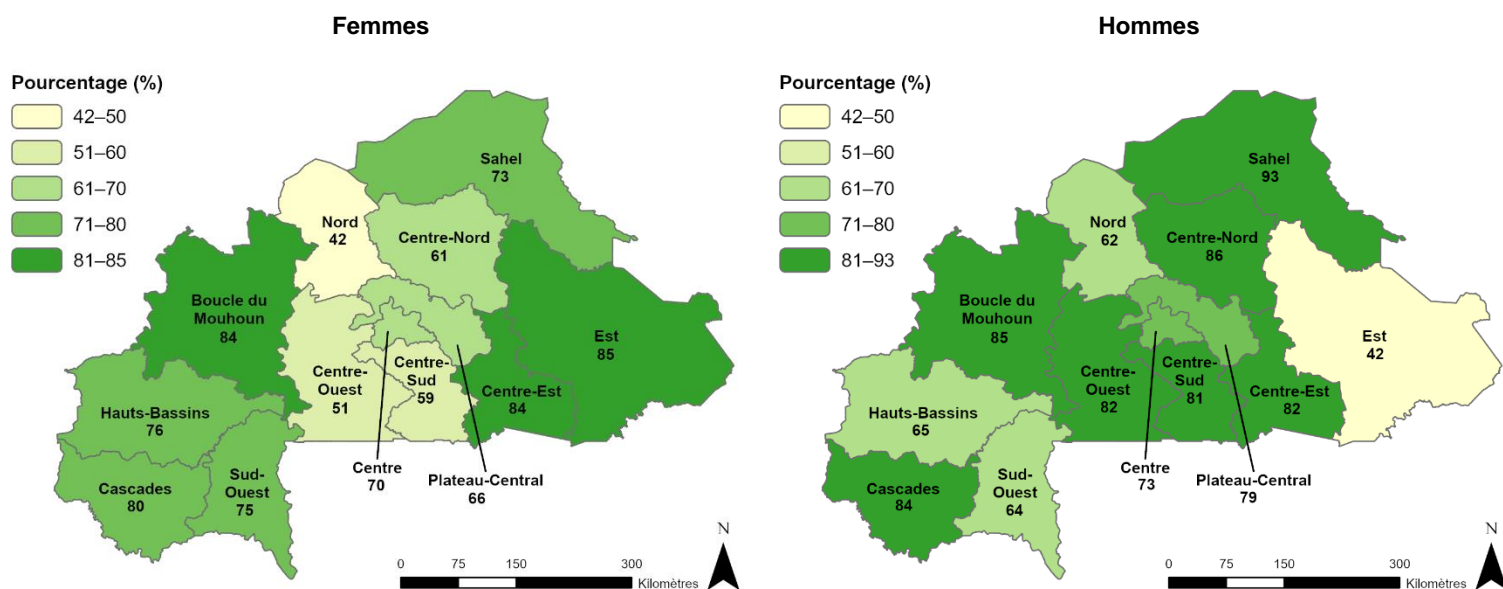 Femmes
Pourcentage (%)
42–50
51–60
61–70
71–80
81–85
Sahel
73
Nord
42
Centre-Nord
61
Boucle du
Mouhoun
84
Est
85
Centre-
Ouest
51
Centre-
Sud
59
Centre-Est
84
Hauts-Bassins
76
Centre
70
Plateau-Central
66
Cascades
80
Sud-
Ouest
75
N
0 75 150 300
Kilomètres
Hommes
Pourcentage (%)
42–50
51–60
61–70
71–80
81–93
Sahel
93
Nord
62
Centre-Nord
86
Boucle du
Mouhoun
85
Est
42
Centre-
Ouest
82
Centre-
Sud
81
Centre-Est
82
Hauts-Bassins
65
Centre
73
Plateau-Central
79
Cascades
84
Sud-
Ouest
64
N
0 75 150 300
Kilomètres